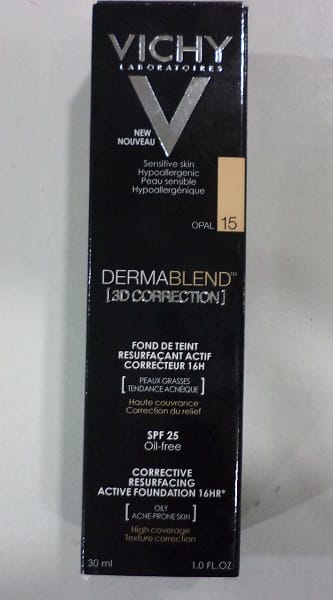 VICHY
LABORATOIRES
V
NEW
NOUVEAU
Sensitive skin
Hypoallergenic
Peau sensible
Hypoallergénique
OPAL 15
DERMABLEND™
[3D CORRECTION]
FOND DE TEINT
RESURFAÇANT ACTIF
CORRECTEUR 16H
[PEAUX GRASSES
TENDANCE ACNÉIQUE]
Haute couvrance
Correction du relief
SPF 25
Oil-free
CORRECTIVE
RESURFACING
ACTIVE FOUNDATION 16HR*
[OILY
ACNE-PRONE SKIN]
High coverage
Texture correction
30 ml 1.0 FL. OZ.